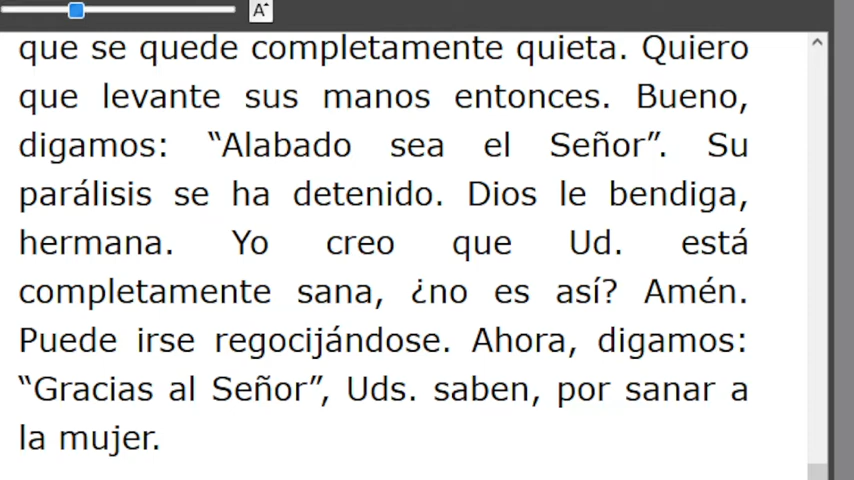 A
que se quede completamente quieta. Quiero
que levante sus manos entonces. Bueno,
digamos: “Alabado sea el Señor”. Su
parálisis se ha detenido. Dios le bendiga,
hermana. Yo creo que Ud. está
completamente sana, ¿no es así? Amén.
Puede irse regocijándose. Ahora, digamos:
“Gracias al Señor”, Uds. saben, por sanar a
la mujer.